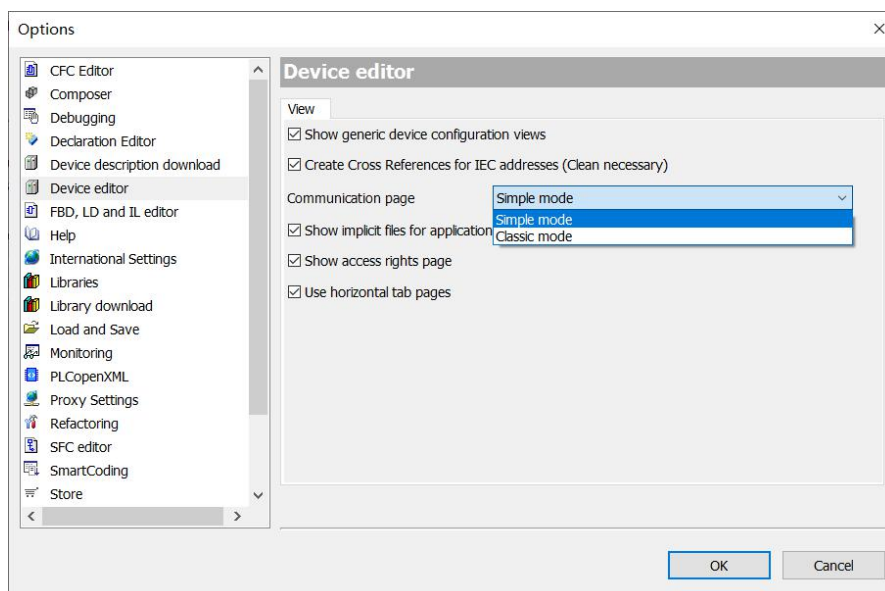 Options
CFC Editor
Composer
Debugging
Declaration Editor
Device description download
Device editor
FBD, LD and IL editor
Help
International Settings
Libraries
Library download
Load and Save
Monitoring
PLCopenXML
Proxy Settings
Refactoring
SFC editor
SmartCoding
Store
Device editor
View
Show generic device configuration views
Create Cross References for IEC addresses (Clean necessary)
Communication page
Simple mode
Simple mode
Classic mode
Show implicit files for application
Show access rights page
Use horizontal tab pages
OK
Cancel